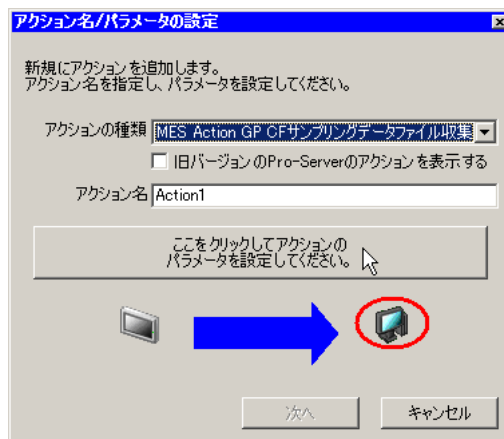 アクション名/パラメータの設定
新規にアクションを追加します。
アクション名を指定し、パラメータを設定してください。
アクションの種類 MES Action GP CFサンプリングデータファイル収集
旧バージョンのPro-Serverのアクションを表示する
アクション名 Action1
ここをクリックしてアクションの
パラメータを設定してください。
次へ キャンセル